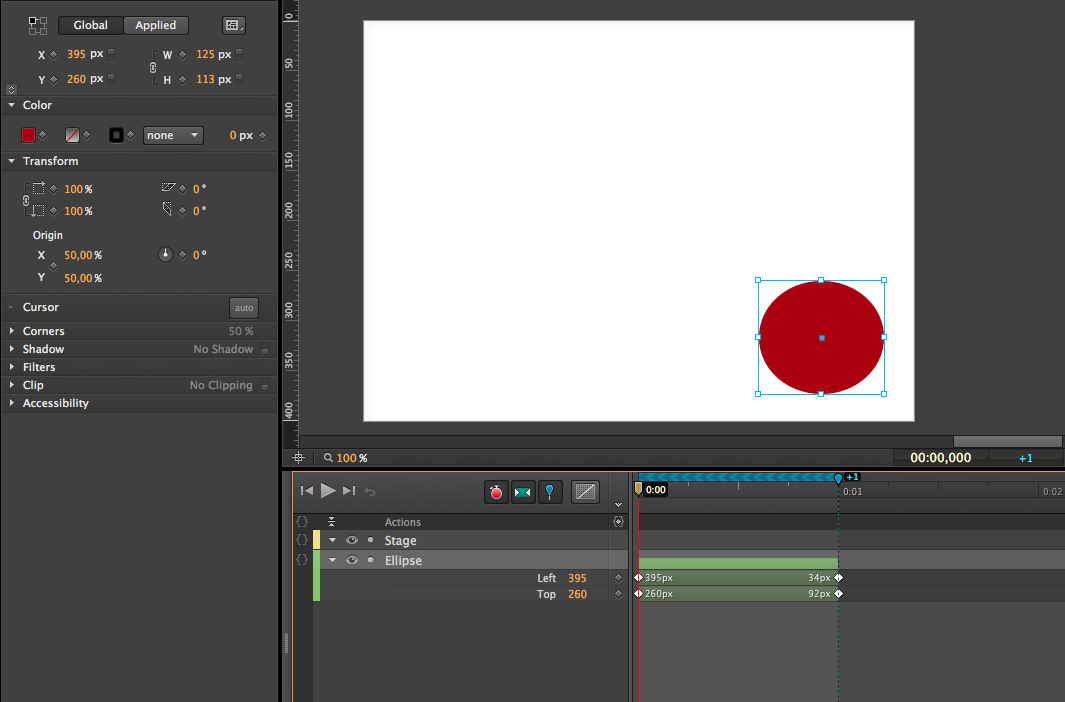 Global Applied
X 395 px W 125 px
Y 260 px H 113 px
Color
none 0 px
Transform
100 % 0 °
100 % 0 °
Origin
X 50,00 % 0 °
Y 50,00 %
Cursor auto
Corners 50 %
Shadow No Shadow
Filters
Clip No Clipping
Accessibility
0
50
100
150
200
250
300
350
400
100 % 00:00,000 +1
+1
0:00 0:01 0:02
{} Actions
{} Stage
{} Ellipse
Left 395 395px 34px
Top 260 260px 92px